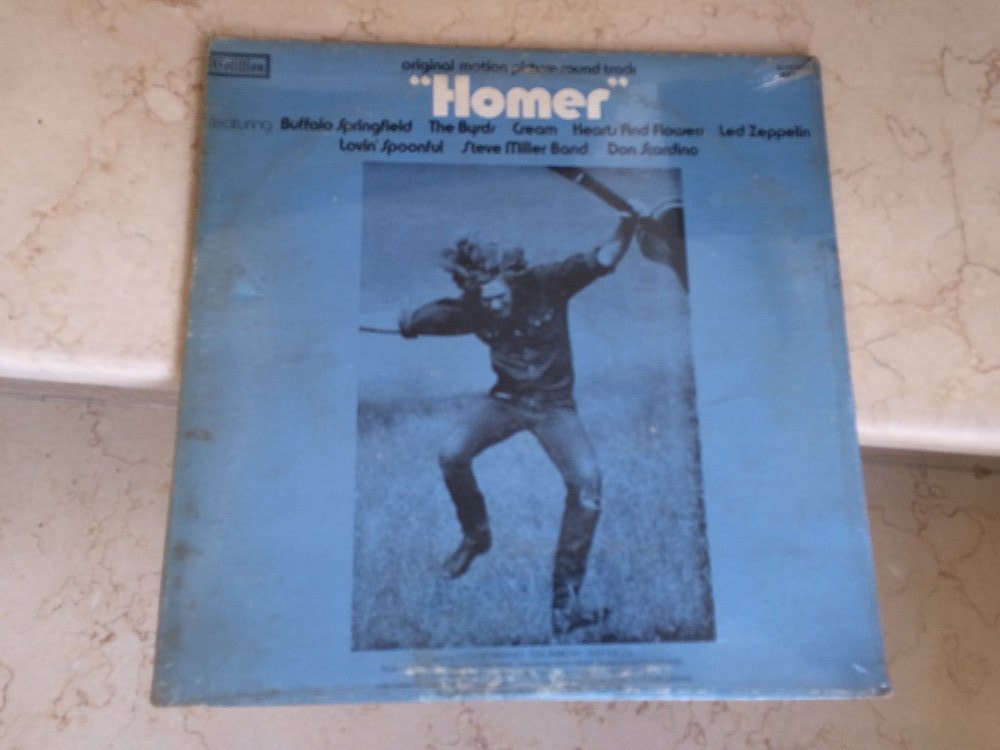 Cotillion
original motion picture sound track
"Homer"
featuring Buffalo Springfield The Byrds Cream Hearts And Flowers Led Zeppelin
Lovin' Spoonful Steve Miller Band Don Scardino